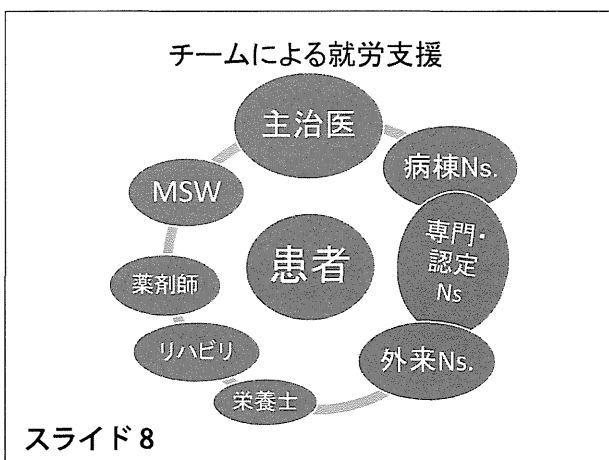 チームによる就労支援
主治医
病棟Ns.
MSW
専門・
認定
Ns
患者
薬剤師
リハビリ
外来Ns.
栄養士
スライド 8